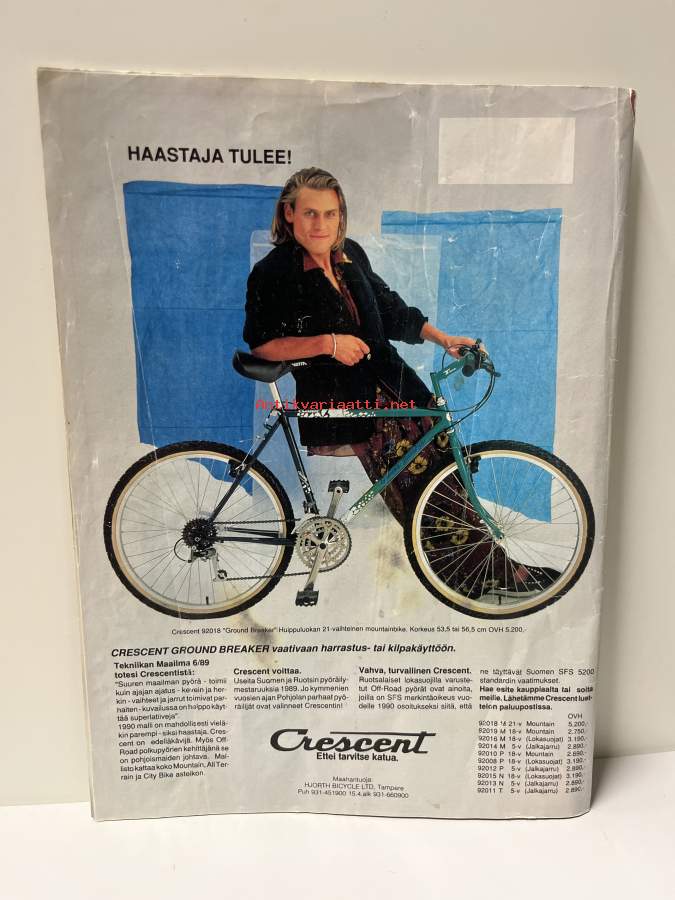 HAASTAJA TULEE!
Antikvariaatti.net
Crescent 92018 "Ground Breaker" Huippuluokan 21-vaihteinen mountainbike. Korkeus 53,5 tai 56,5 cm OVH 5.200,-
CRESCENT GROUND BREAKER vaativaan harrastus- tai kilpakäyttöön.
Tekniikan Maailma 6/89
totesi Crescentistä:
"Suuren maailman pyörä - toimii
kuin ajajan ajatus - kevein ja her-
kin - vaihteet ja jarrut toimivat par-
haiten - kuvailussa on holppo käyt-
tää superlatiiveja".
1990 malli on mahdollisesti vielä-
kin parempi - siksi haastaja. Cres-
cent on edelläkävijä. Myös Off-
Road polkupyörien kehittäjänä se
on pohjoismaiden johtava. Mal-
listo kattaa koko Mountain, All Ter-
rain ja City Bike asteikon.
Crescent voittaa.
Useita Suomen ja Ruotsin pyöräily-
mestaruuksia 1989. Jo kymmenien
vuosien ajan Pohjolan parhaat pyö-
räilijät ovat valinneet Crescentin!
Vahva, turvallinen Crescent.
Ruotsalaiset lokasuojilla varuste-
tut Off-Road pyörät ovat ainoita,
joilla on SFS merkintäoikeus vuo-
delle 1990 osoitukseksi siitä, että
ne täyttävät Suomen SFS 5200
standardin vaatimukset.
Hae esite kauppiaalta tai soita
meille. Lähetämme Crescent luet-
telon paluupostissa.
OVH
92018 M 21-v Mountain 5.200,-
92019 M 18-v Mountain 2.750,-
92016 M 18-v (Lokasuojat) 3.190,-
92014 M 5-v (Jalkajarru) 2.890,-
92010 P 18-v Mountain 2.690,-
92008 P 18-v (Lokasuojat) 3.190,-
92012 P 5-v (Jalkajarru) 2.890,-
92015 N 18-v (Lokasuojat) 3.190,-
92013 N 5-v (Jalkajarru) 2.890,-
92011 T 5-v (Jalkajarru) 2.890,-
Crescent
Ettei tarvitse katua.
Maahantuoja:
HJORTH BICYCLE LTD, Tampere
Puh 931-451900 15.4.alk 931-660900